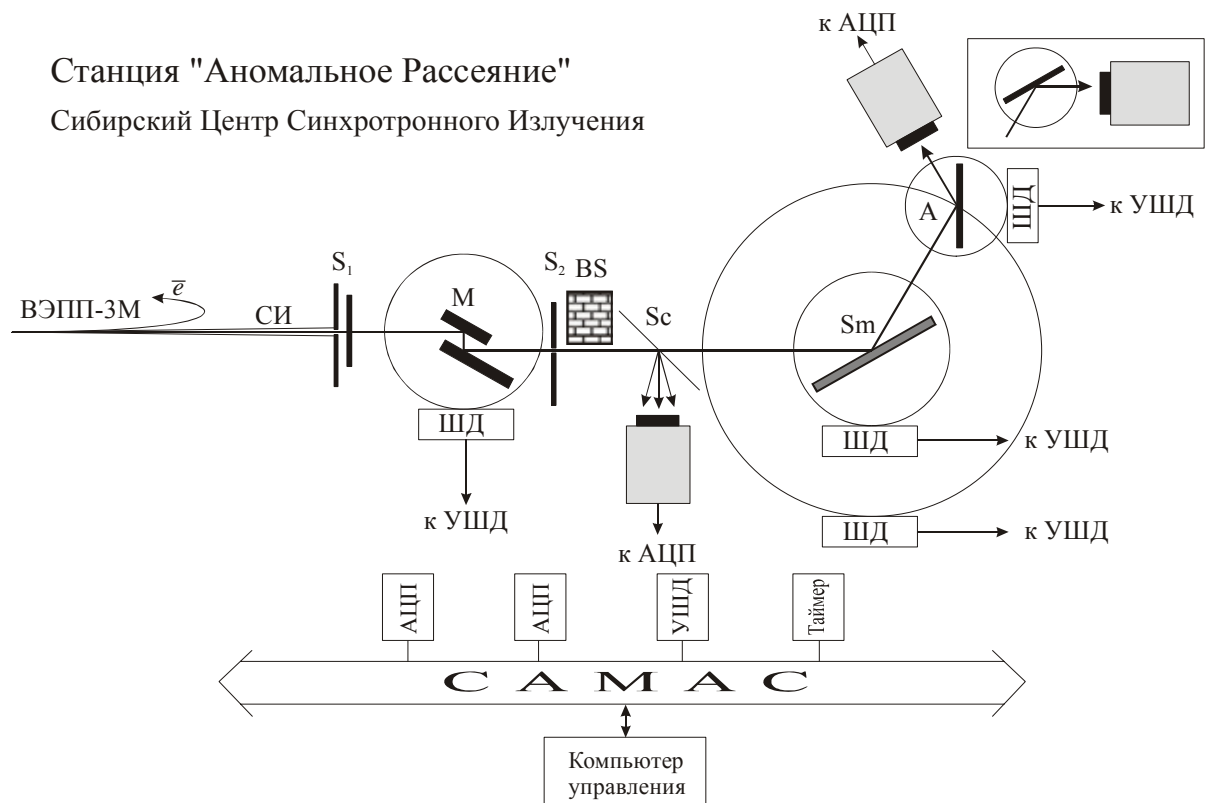 Станция "Аномальное Рассеяние"
Сибирский Центр Синхротронного Излучения
к АЦП
A
ШД
к УШД
ВЭПП-3М
e
СИ
S₁
M
S₂
BS
Sc
Sm
ШД
к УШД
ШД
к УШД
ШД
к УШД
к АЦП
АЦП
АЦП
УШД
Таймер
САМАС
Компьютер
управления